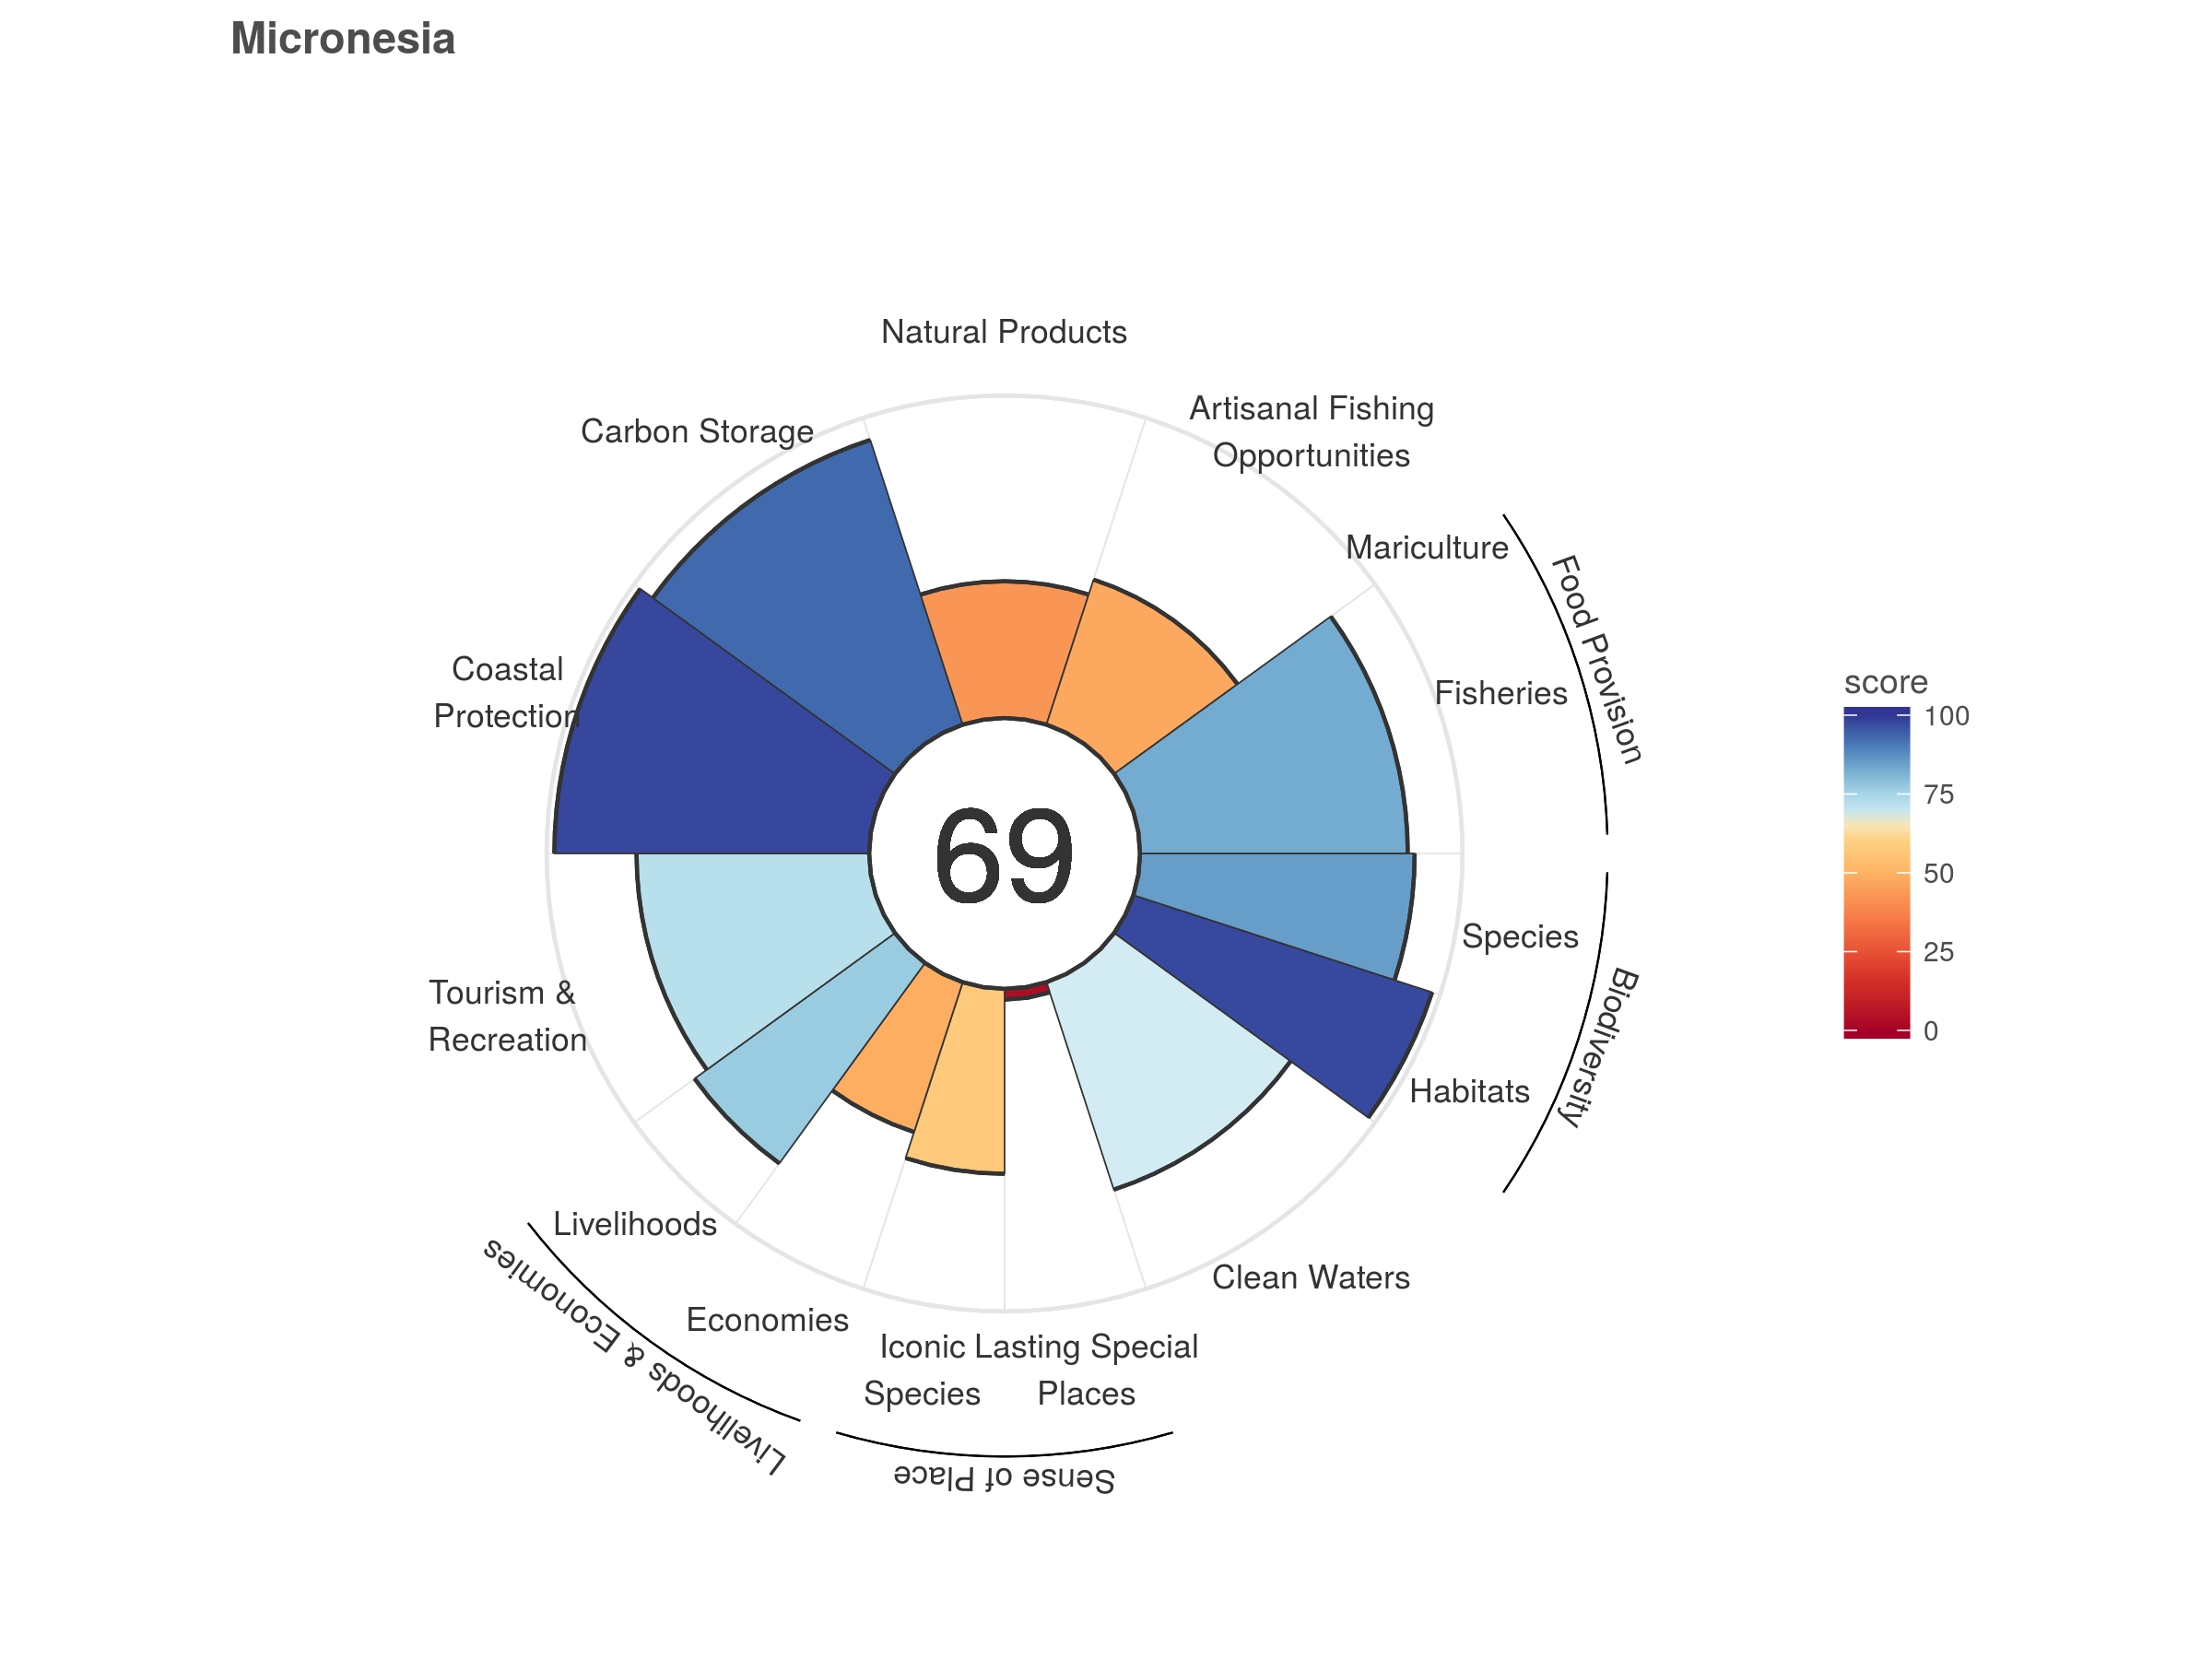 Micronesia
Natural Products
Artisanal Fishing
Opportunities
Carbon Storage
Mariculture
Food Provision
Coastal
Protection
Fisheries
score
100
75
50
25
0
69
Species
Biodiversity
Tourism &
Recreation
Habitats
Livelihoods
Clean Waters
Livelihoods & Economies
Economies
Iconic
Species
Lasting Special
Places
Sense of Place